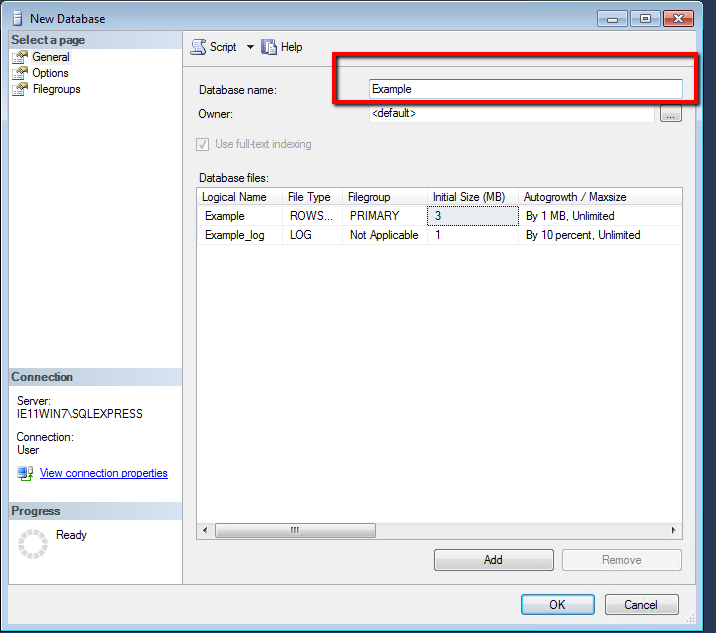 New Database
Select a page
General
Options
Filegroups
Script
Help
Database name:
Example
Owner:
<default>
...
Use full-text indexing
Database files:
Logical Name File Type Filegroup Initial Size (MB) Autogrowth / Maxsize
Example ROWS... PRIMARY 3 By 1 MB, Unlimited
Example_log LOG Not Applicable 1 By 10 percent, Unlimited
Connection
Server:
IE11WIN7\SQLEXPRESS
Connection:
User
View connection properties
Progress
Ready
Add
Remove
OK
Cancel